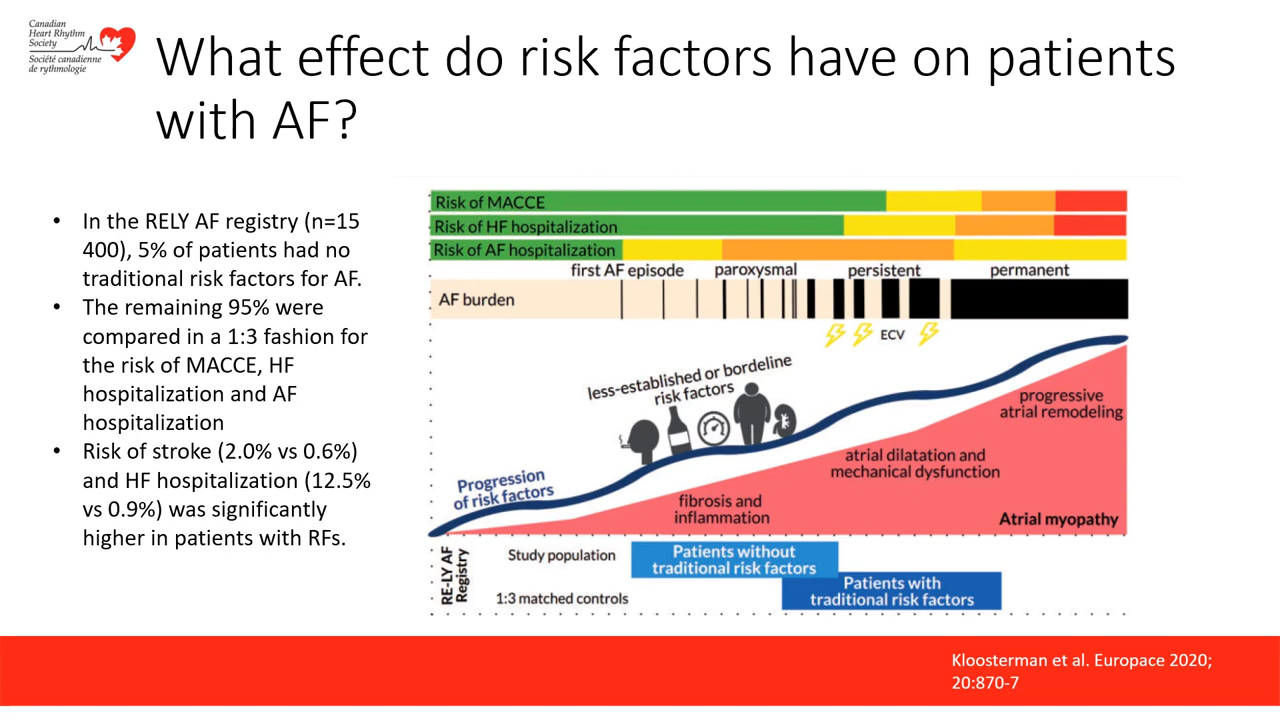 Canadian
Heart Rhythm
Society
Société canadienne
de rythmologie
What effect do risk factors have on patients
with AF?
• In the RELY AF registry (n=15
400), 5% of patients had no
traditional risk factors for AF.
• The remaining 95% were
compared in a 1:3 fashion for
the risk of MACCE, HF
hospitalization and AF
hospitalization
• Risk of stroke (2.0% vs 0.6%)
and HF hospitalization (12.5%
vs 0.9%) was significantly
higher in patients with RFs.
Risk of MACCE
Risk of HF hospitalization
Risk of AF hospitalization
first AF episode paroxysmal persistent permanent
AF burden
ECV
less-established or bordeline
risk factors
progressive
atrial remodeling
atrial dilatation and
mechanical dysfunction
Progression
of risk factors
fibrosis and
inflammation
Atrial myopathy
RE-LY AF
Registry
Study population
Patients without
traditional risk factors
1:3 matched controls
Patients with
traditional risk factors
Kloosterman et al. Europace 2020;
20:870-7